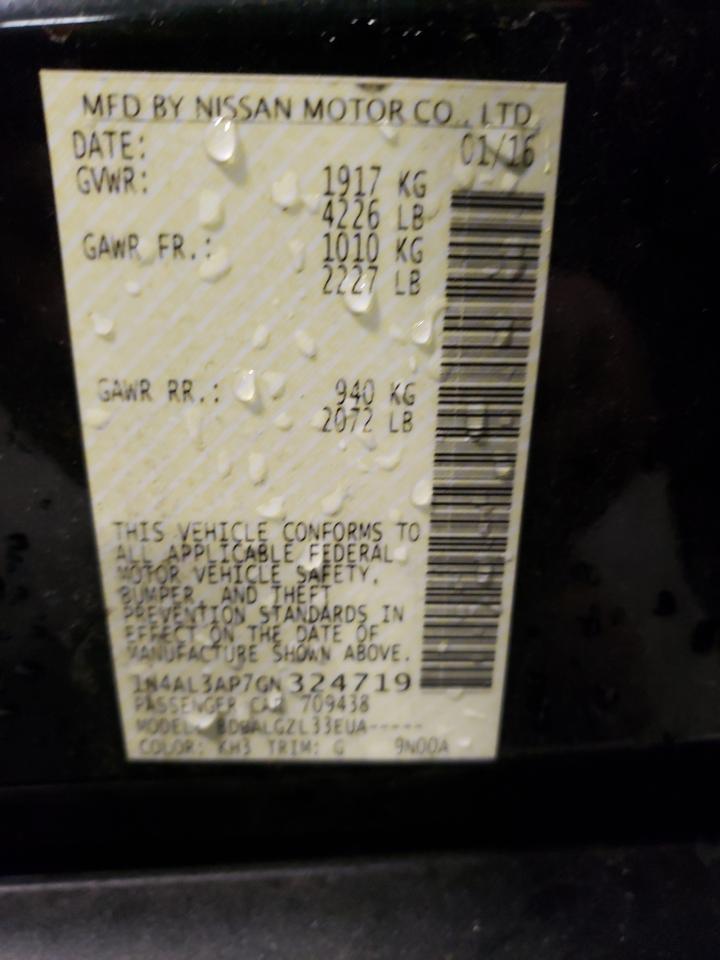 MFD BY NISSAN MOTOR CO., LTD.
DATE: 01/16
GVWR: 1917 KG
4226 LB
GAWR FR.: 1010 KG
2227 LB
GAWR RR.: 940 KG
2072 LB
THIS VEHICLE CONFORMS TO
ALL APPLICABLE FEDERAL
MOTOR VEHICLE SAFETY,
BUMPER, AND THEFT
PREVENTION STANDARDS IN
EFFECT ON THE DATE OF
MANUFACTURE SHOWN ABOVE.
1N4AL3AP7GN324719
PASSENGER CAR 709438
MODEL:
COLOR: KH3 TRIM: G 9N00A